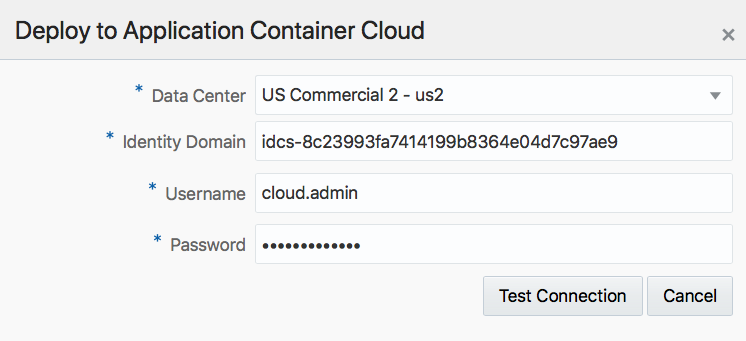 Deploy to Application Container Cloud
×
* Data Center US Commercial 2 - us2
* Identity Domain idcs-8c23993fa7414199b8364e04d7c97ae9
* Username cloud.admin
* Password •••••••••••••
Test Connection Cancel